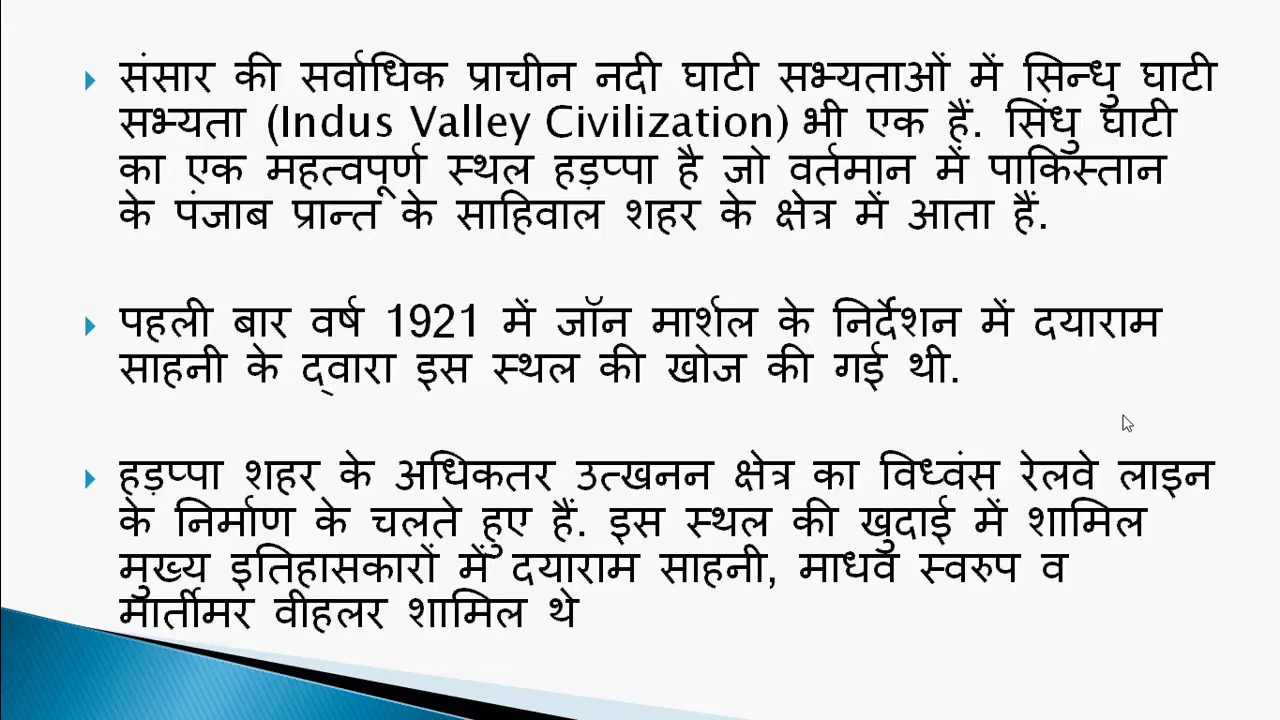 संसार की सर्वाधिक प्राचीन नदी घाटी सभ्यताओं में सिन्धु घाटी
सभ्यता (Indus Valley Civilization) भी एक हैं. सिंधु घाटी
का एक महत्वपूर्ण स्थल हड़प्पा है जो वर्तमान में पाकिस्तान
के पंजाब प्रान्त के साहिवाल शहर के क्षेत्र में आता हैं.
पहली बार वर्ष 1921 में जॉन मार्शल के निर्देशन में दयाराम
साहनी के द्वारा इस स्थल की खोज की गई थी.
हड़प्पा शहर के अधिकतर उत्खनन क्षेत्र का विध्वंस रेलवे लाइन
के निर्माण के चलते हुए हैं. इस स्थल की खुदाई में शामिल
मुख्य इतिहासकारों में दयाराम साहनी, माधव स्वरुप व
मार्तीमर वीहलर शामिल थे